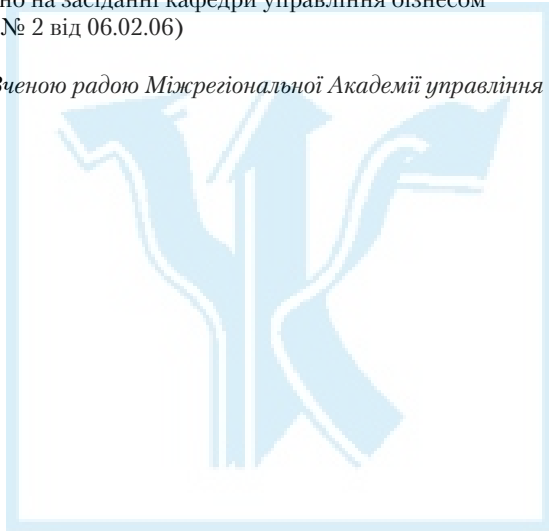 но на засіданні кафедри управління бізнесом
№ 2 від 06.02.06)
Вченою радою Міжрегіональної Академії управління